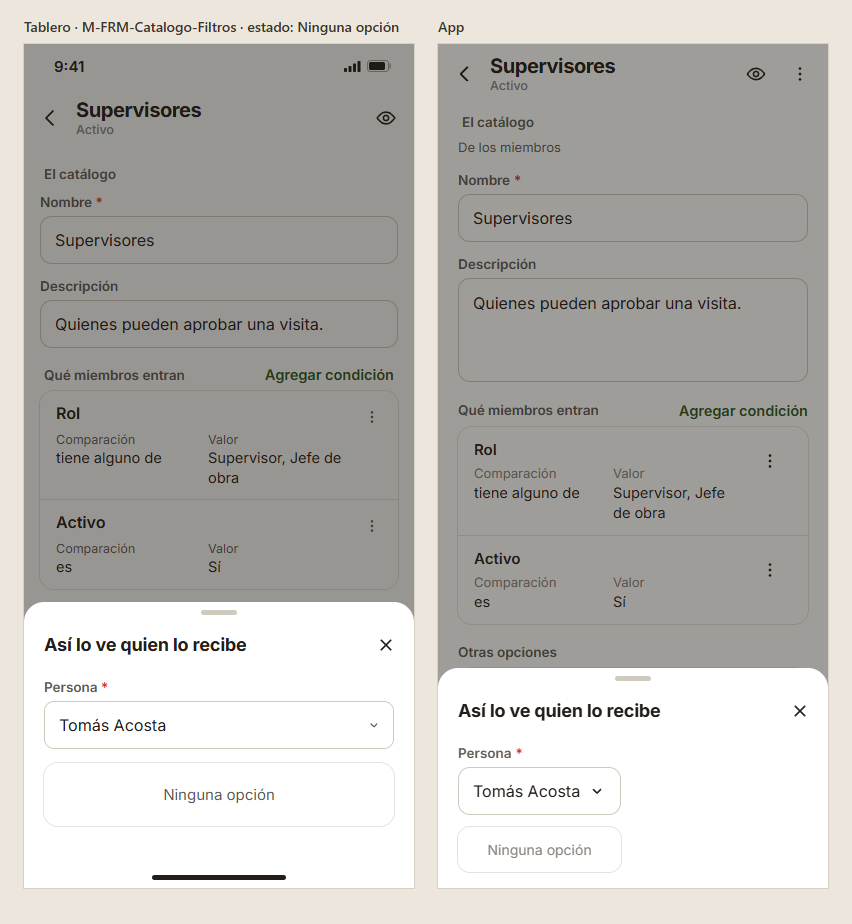 Tablero · M-FRM-Catalogo-Filtros · estado: Ninguna opción
9:41
Supervisores
Activo
El catálogo
Nombre *
Supervisores
Descripción
Quienes pueden aprobar una visita.
Qué miembros entran
Agregar condición
Rol
Comparación
Valor
tiene alguno de
Supervisor, Jefe de
obra
Activo
Comparación
Valor
es
Sí
Así lo ve quien lo recibe
Persona *
Tomás Acosta
Ninguna opción
App
Supervisores
Activo
El catálogo
De los miembros
Nombre *
Supervisores
Descripción
Quienes pueden aprobar una visita.
Qué miembros entran
Agregar condición
Rol
Comparación
Valor
tiene alguno de
Supervisor, Jefe
de obra
Activo
Comparación
Valor
es
Sí
Otras opciones
Así lo ve quien lo recibe
Persona *
Tomás Acosta
Ninguna opción